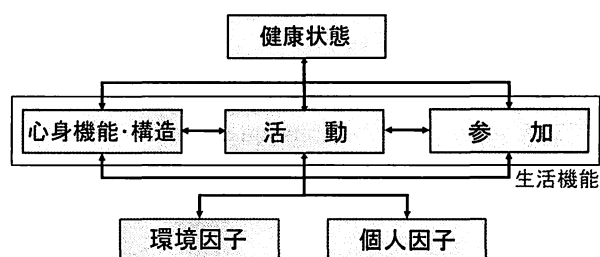 健康状態
心身機能・構造 活動 参加
生活機能
環境因子 個人因子